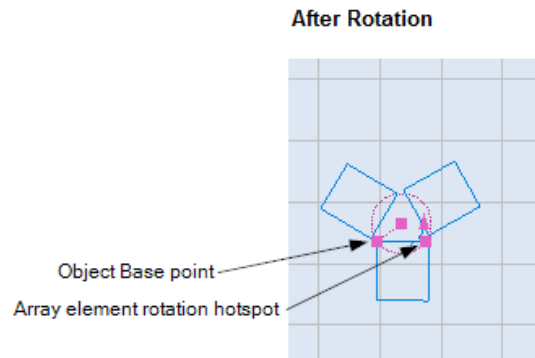 After Rotation
Object Base point
Array element rotation hotspot